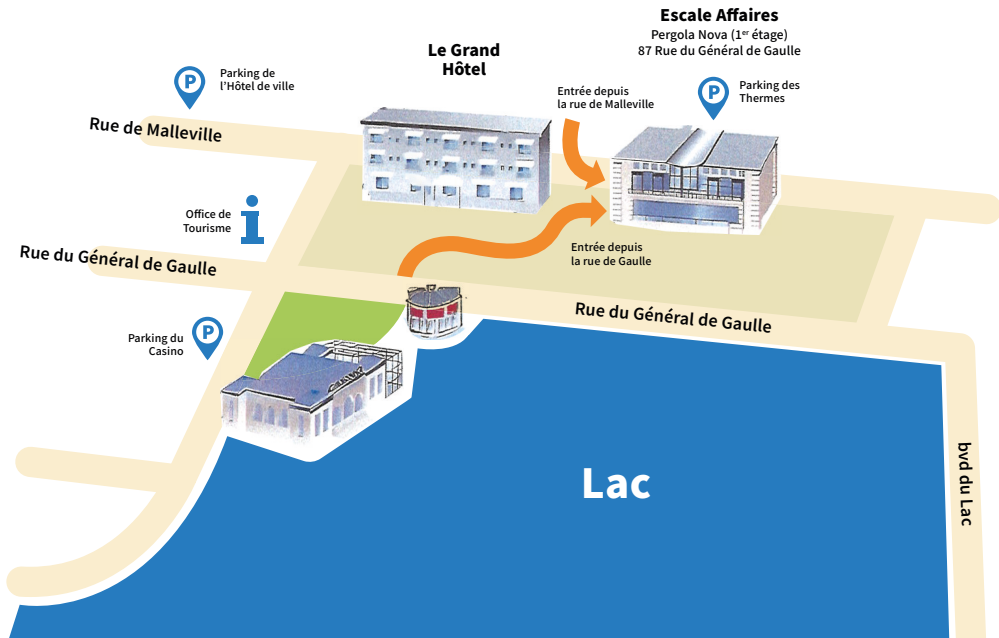 Escale Affaires
Pergola Nova (1er étage)
87 Rue du Général de Gaulle
Le Grand
Hôtel
P
Parking de
l'Hôtel de ville
Entrée depuis
la rue de Malleville
P
Parking des
Thermes
Rue de Malleville
Office de
Tourisme
i
Rue du Général de Gaulle
Entrée depuis
la rue de Gaulle
Rue du Général de Gaulle
Parking du
Casino
P
Lac
bvd du Lac